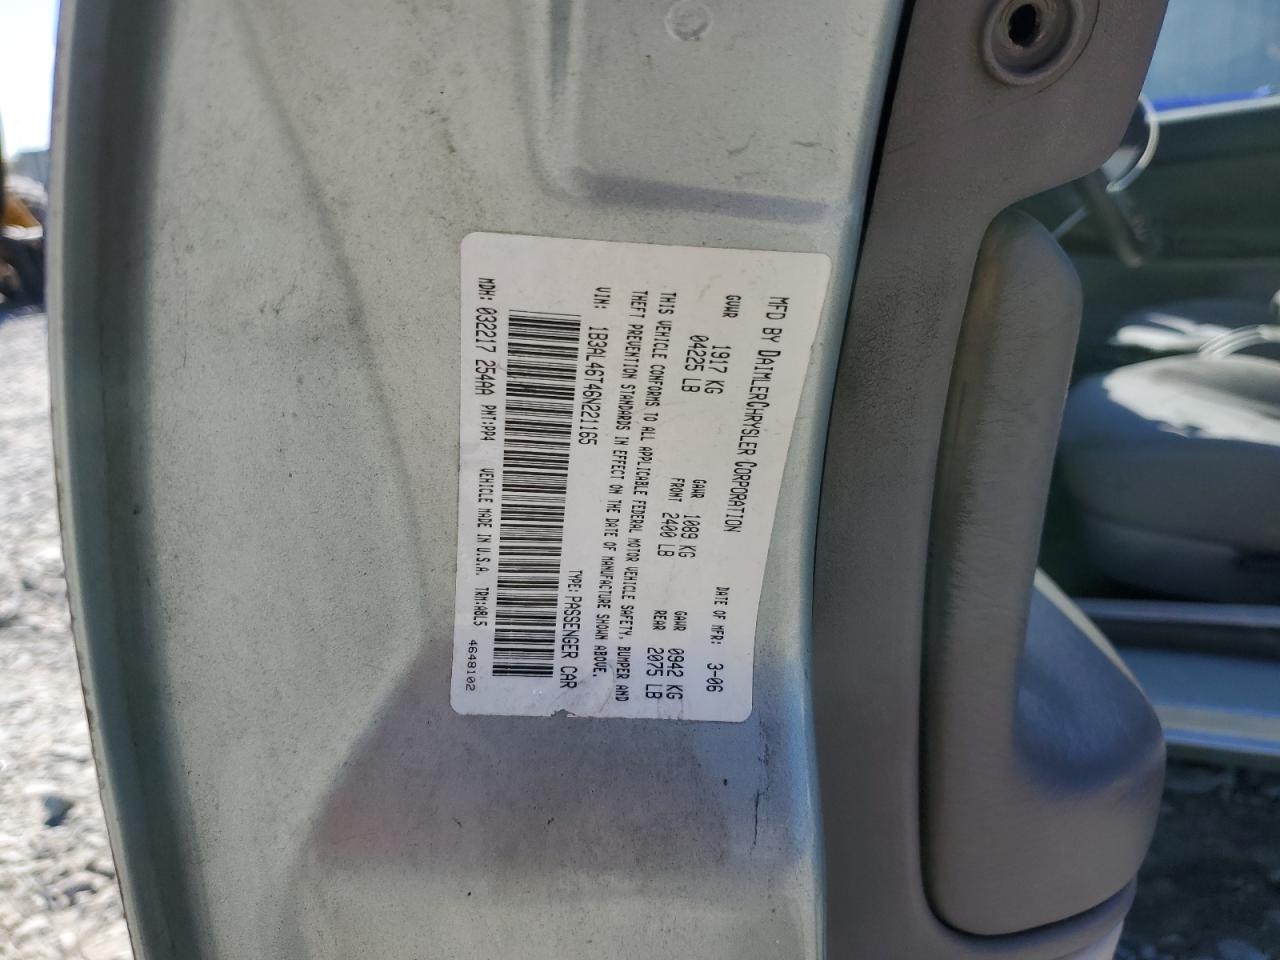 MFD BY DAIMLERCHRYSLER CORPORATION
DATE OF MFR: 3-06
GVWR 1917 KG
04225 LB
GAWR FRONT 1089 KG
2400 LB
GAWR REAR 0942 KG
2075 LB
THIS VEHICLE CONFORMS TO ALL APPLICABLE FEDERAL MOTOR VEHICLE SAFETY, BUMPER AND
THEFT PREVENTION STANDARDS IN EFFECT ON THE DATE OF MANUFACTURE SHOWN ABOVE.
VIN: 1B3AL46T46N221165
TYPE: PASSENGER CAR
MDH: 032217 254AA PNT:PP4 VEHICLE MADE IN U.S.A. TRM:A8L5
4648102